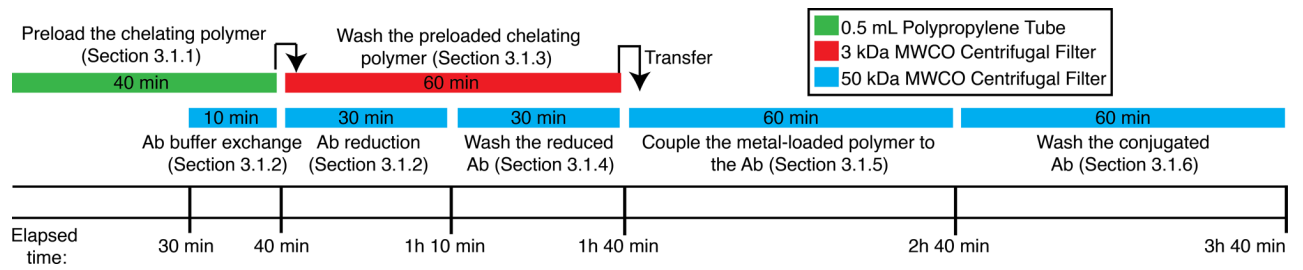 Preload the chelating polymer
(Section 3.1.1)
Wash the preloaded chelating
polymer (Section 3.1.3)
Transfer
0.5 mL Polypropylene Tube
3 kDa MWCO Centrifugal Filter
50 kDa MWCO Centrifugal Filter
40 min
60 min
10 min
30 min
30 min
60 min
60 min
Ab buffer exchange
(Section 3.1.2)
Ab reduction
(Section 3.1.2)
Wash the reduced
Ab (Section 3.1.4)
Couple the metal-loaded polymer to
the Ab (Section 3.1.5)
Wash the conjugated
Ab (Section 3.1.6)
Elapsed
time:
30 min
40 min
1h 10 min
1h 40 min
2h 40 min
3h 40 min